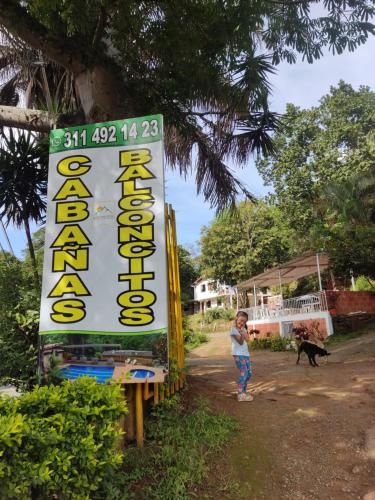 311 492 14 23
CABAÑAS
BALCONCITOS